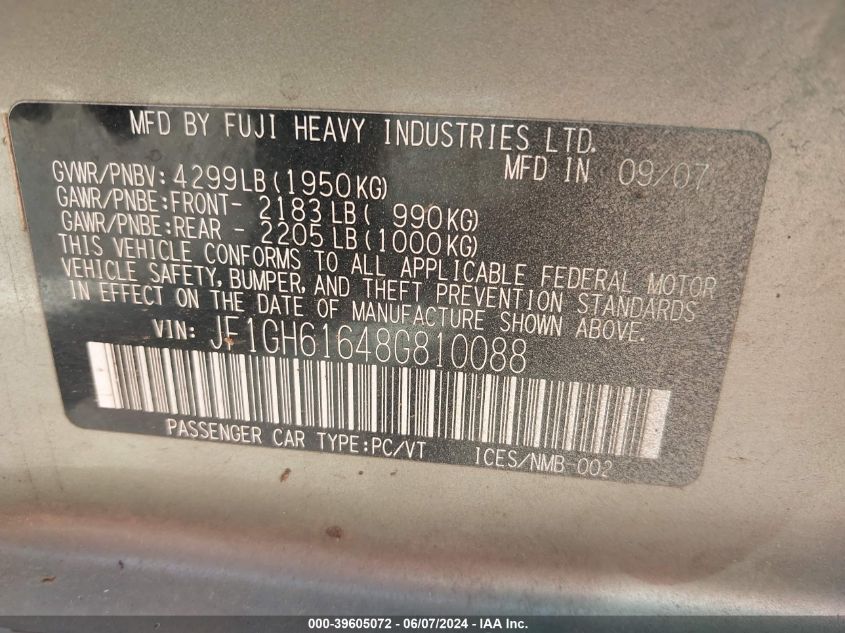 MFD BY FUJI HEAVY INDUSTRIES LTD.
MFD IN 09/07
GVWR/PNBV: 4299LB(1950KG)
GAWR/PNBE:FRONT- 2183LB( 990KG)
GAWR/PNBE:REAR - 2205LB(1000KG)
THIS VEHICLE CONFORMS TO ALL APPLICABLE FEDERAL MOTOR
VEHICLE SAFETY, BUMPER, AND THEFT PREVENTION STANDARDS
IN EFFECT ON THE DATE OF MANUFACTURE SHOWN ABOVE.
VIN: JF1GH61648G810088
PASSENGER CAR TYPE:PC/VT ICES/NMB-002
000-39605072 - 06/07/2024 - IAA Inc.